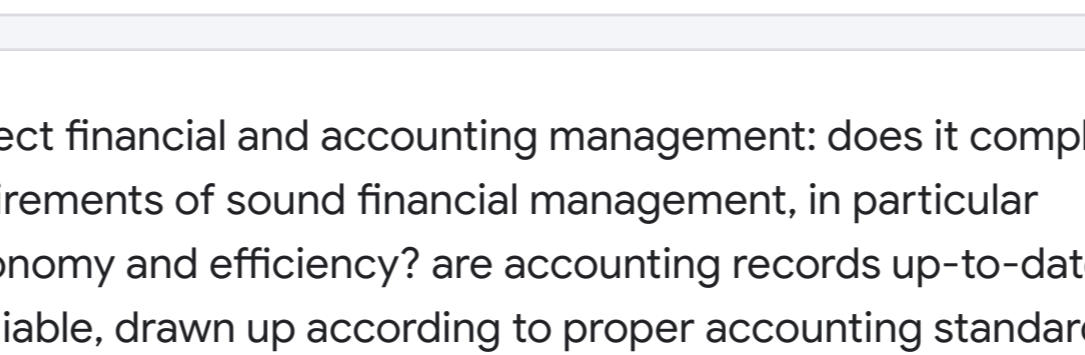 ect financial and accounting management: does it compl
irements of sound financial management, in particular
onomy and efficiency? are accounting records up-to-dat
iable, drawn up according to proper accounting standar